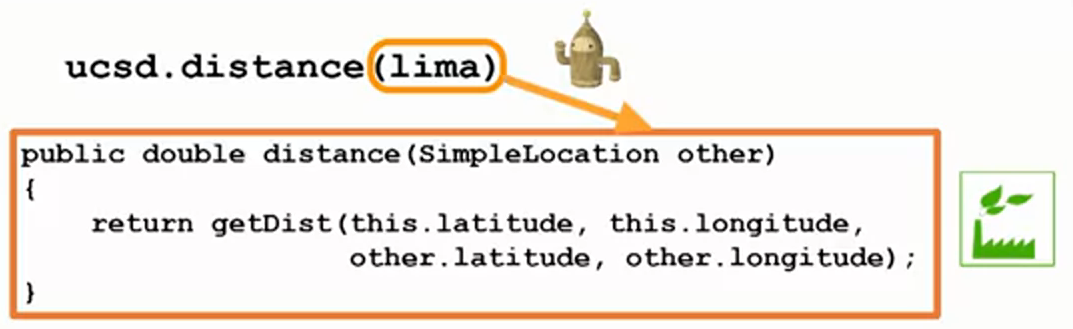 ucsd.distance(lima)
public double distance(SimpleLocation other)
{
return getDist(this.latitude, this.longitude,
other.latitude, other.longitude);
}